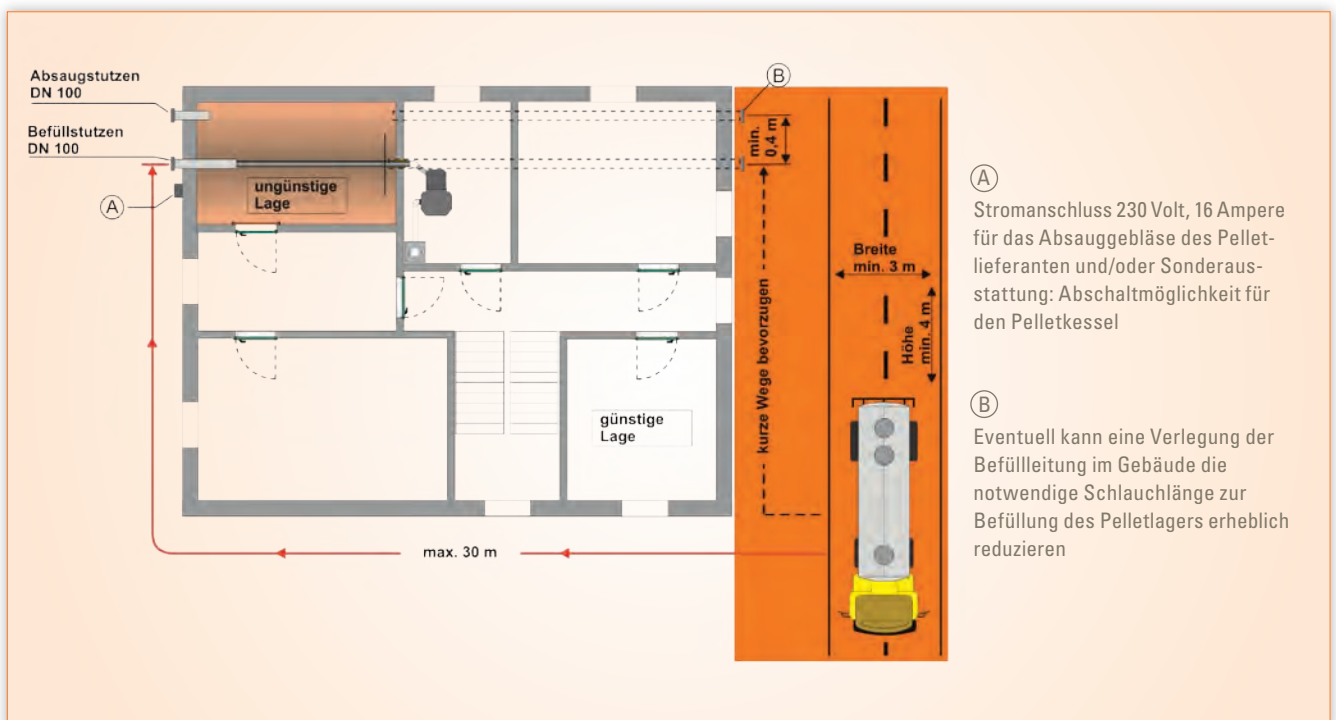 Absaugstutzen
DN 100
Befüllstutzen
DN 100
A
B
ungünstige
Lage
min.
0,4 m
kurze Wege bevorzugen
Breite
min. 3 m
Höhe
min. 4 m
günstige
Lage
max. 30 m
A
Stromanschluss 230 Volt, 16 Ampere
für das Absauggebläse des Pellet-
lieferanten und/oder Sonderaus-
stattung: Abschaltmöglichkeit für
den Pelletkessel
B
Eventuell kann eine Verlegung der
Befüllleitung im Gebäude die
notwendige Schlauchlänge zur
Befüllung des Pelletlagers erheblich
reduzieren